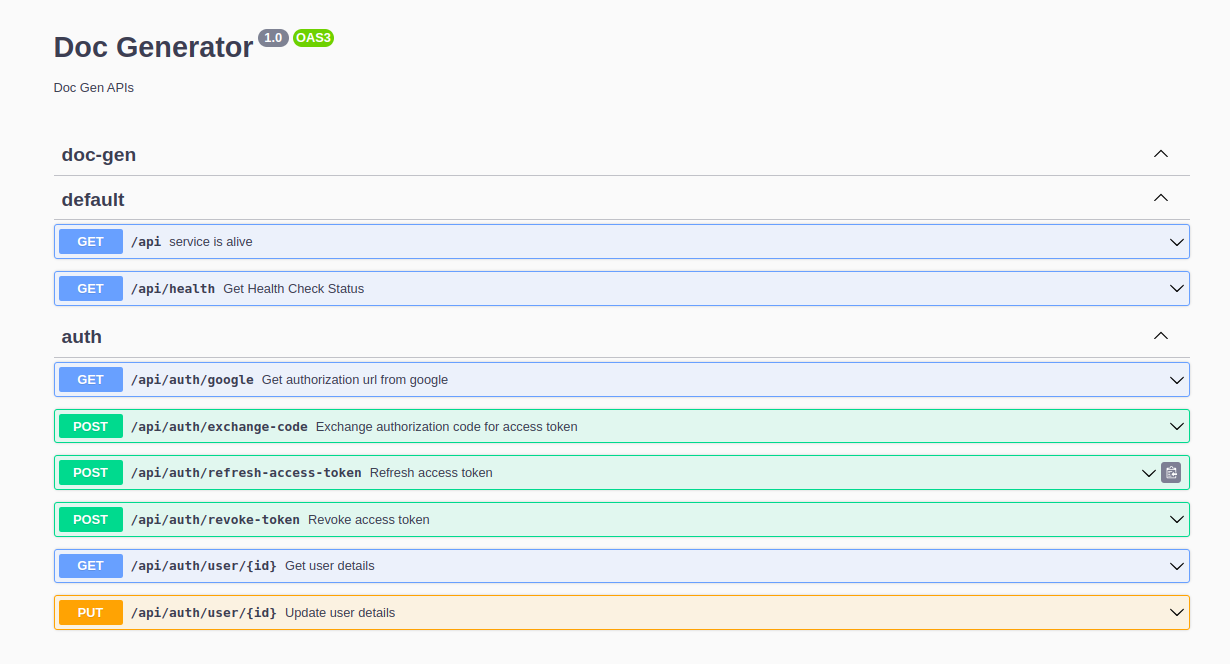 Doc Generator 1.0 OAS3
Doc Gen APIs
doc-gen
default
GET /api service is alive
GET /api/health Get Health Check Status
auth
GET /api/auth/google Get authorization url from google
POST /api/auth/exchange-code Exchange authorization code for access token
POST /api/auth/refresh-access-token Refresh access token
POST /api/auth/revoke-token Revoke access token
GET /api/auth/user/{id} Get user details
PUT /api/auth/user/{id} Update user details